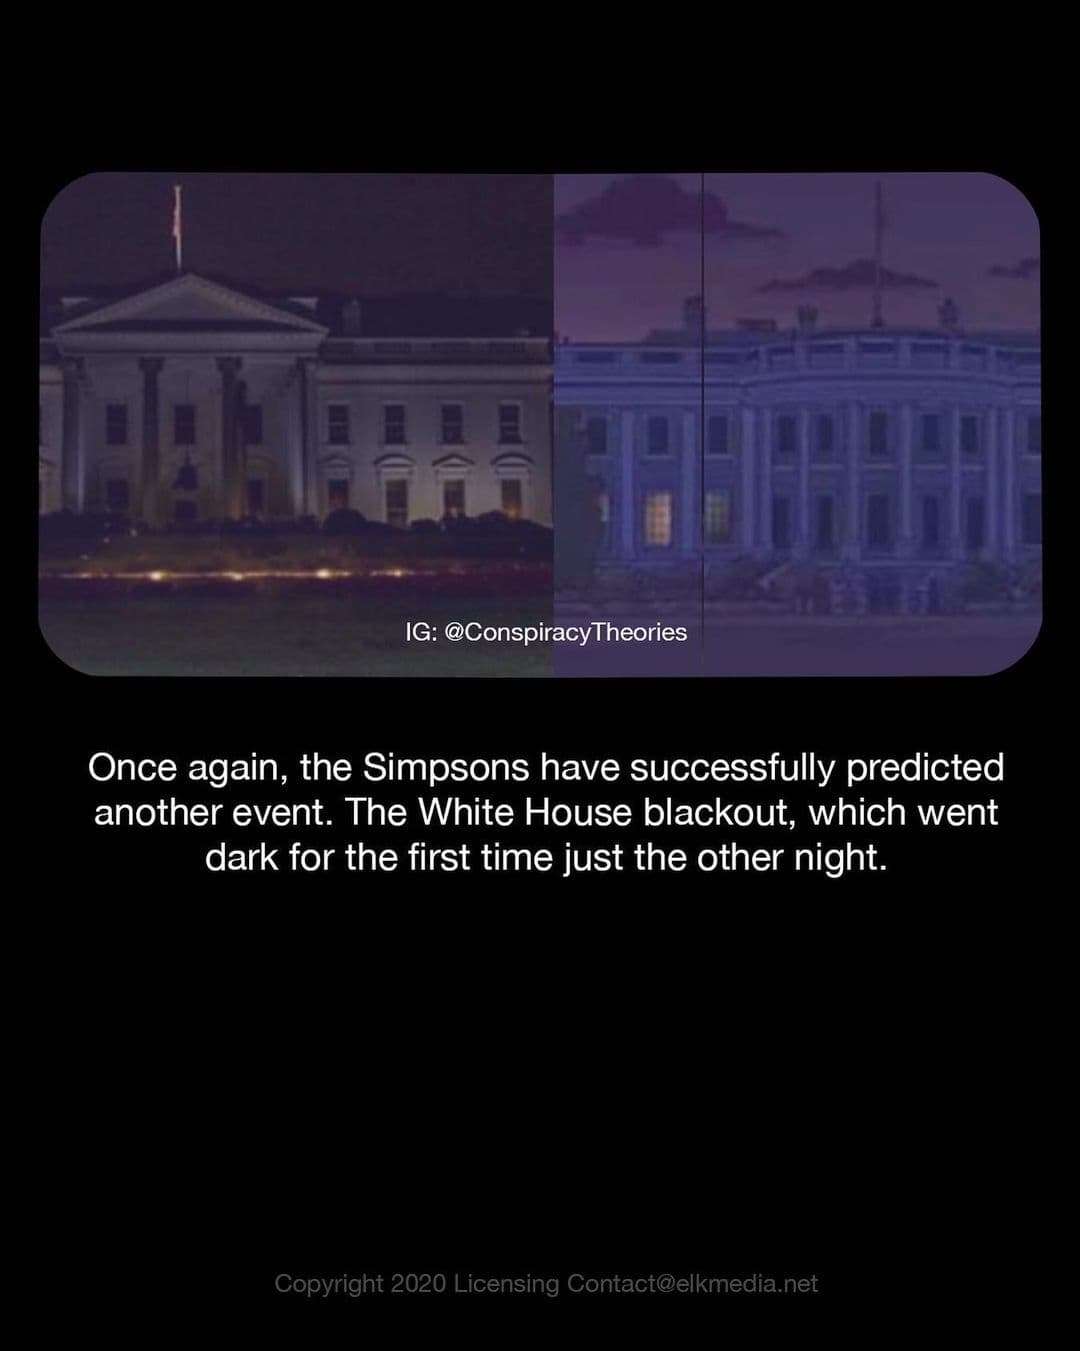 IG: @ConspiracyTheories
Once again, the Simpsons have successfully predicted
another event. The White House blackout, which went
dark for the first time just the other night.
Copyright 2020 Licensing Contact@elkmedia.net